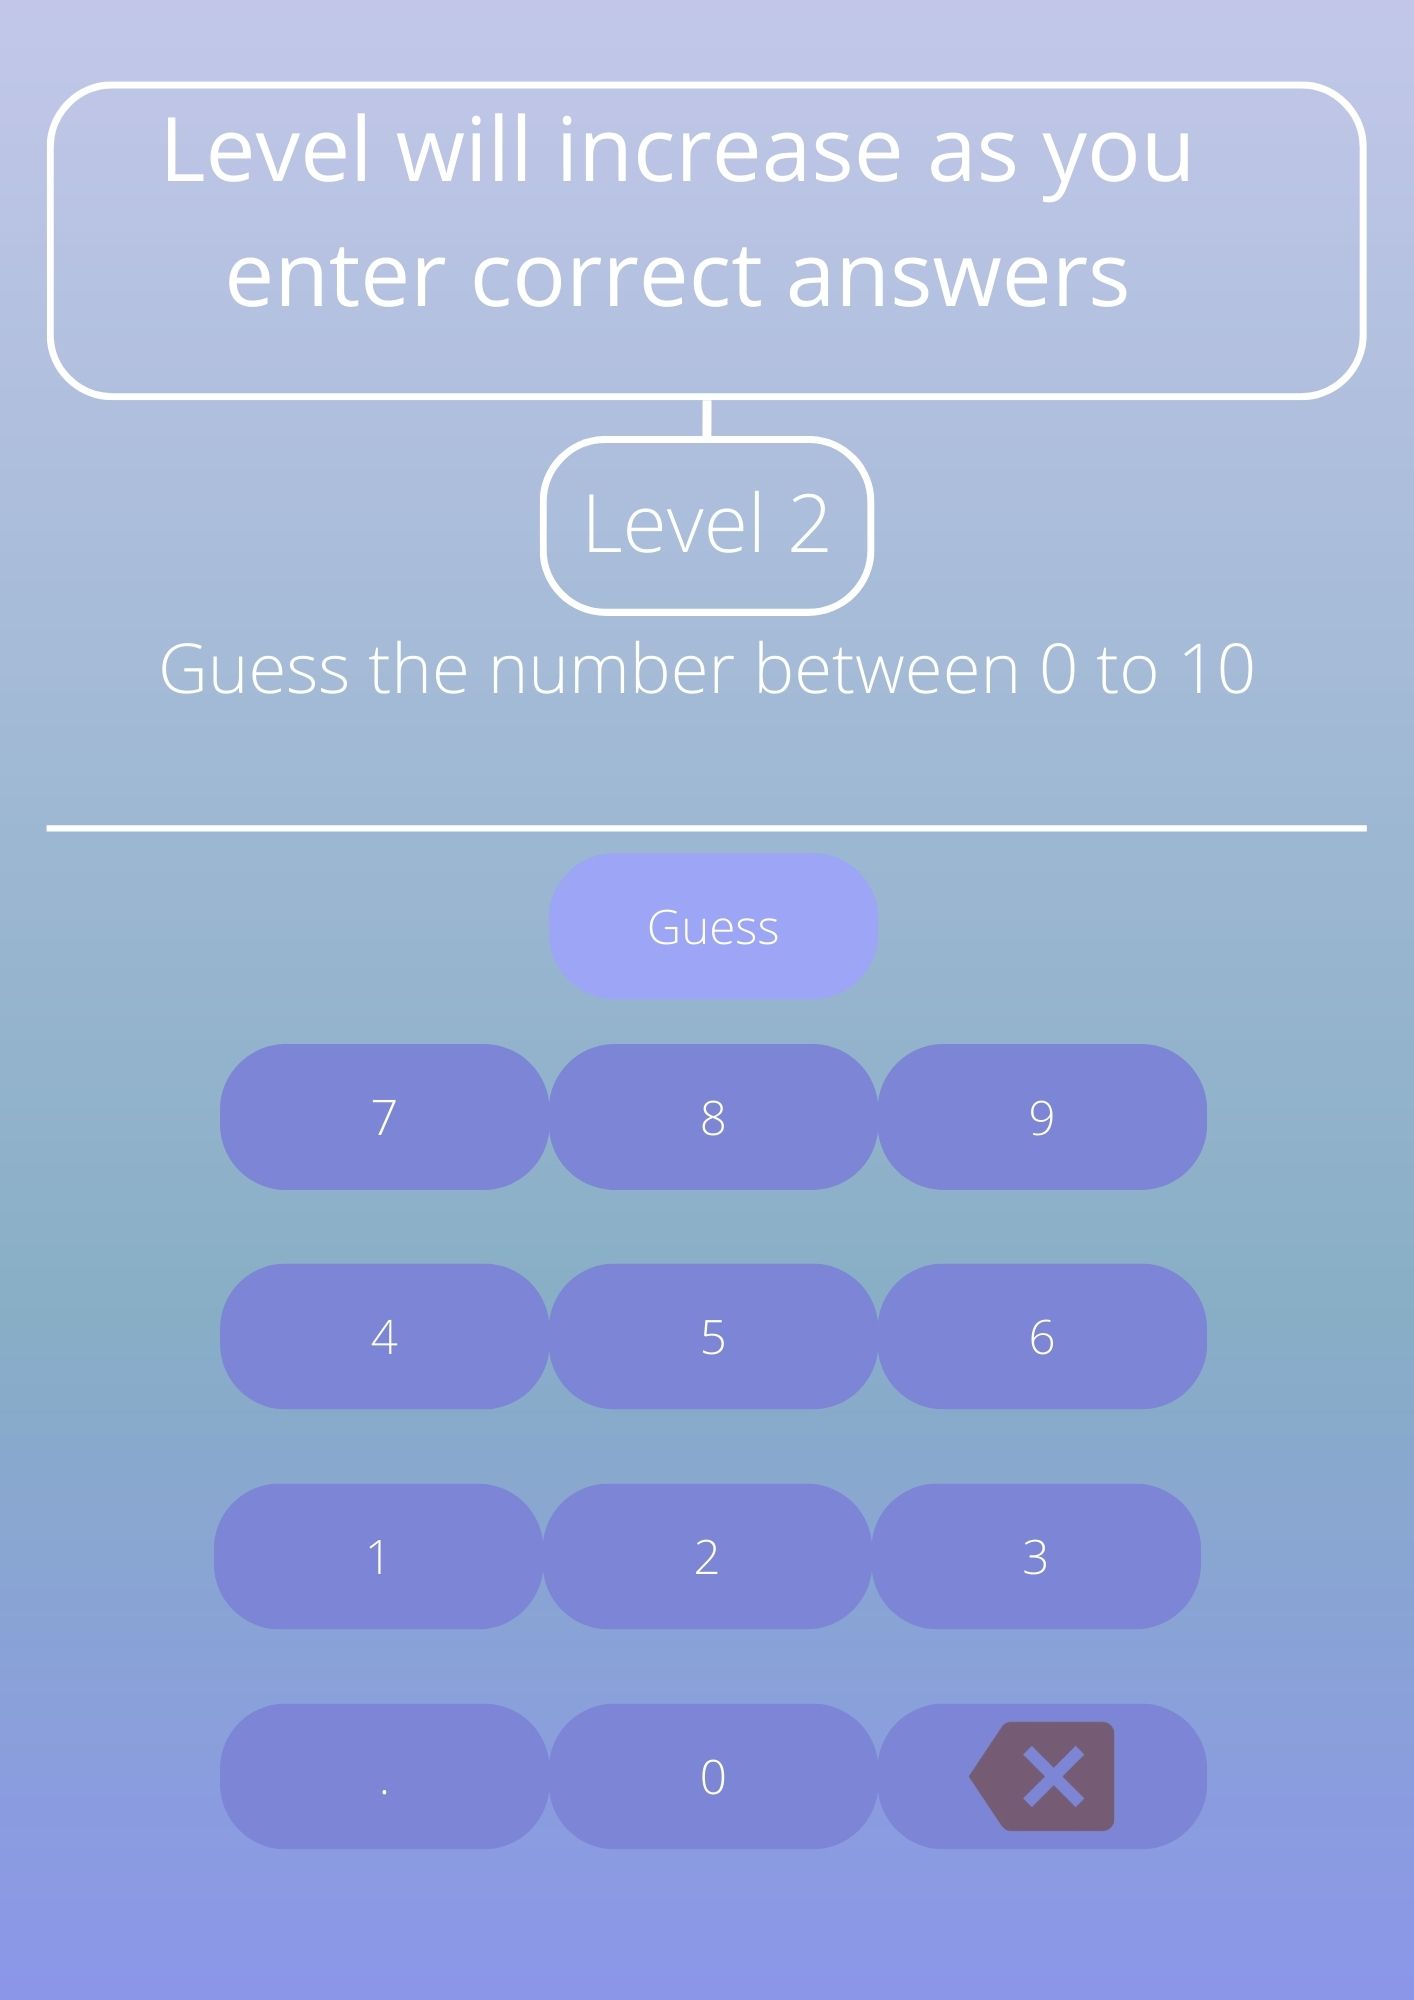 Level will increase as you
enter correct answers
Level 2
Guess the number between 0 to 10
Guess
7 8 9
4 5 6
1 2 3
. 0